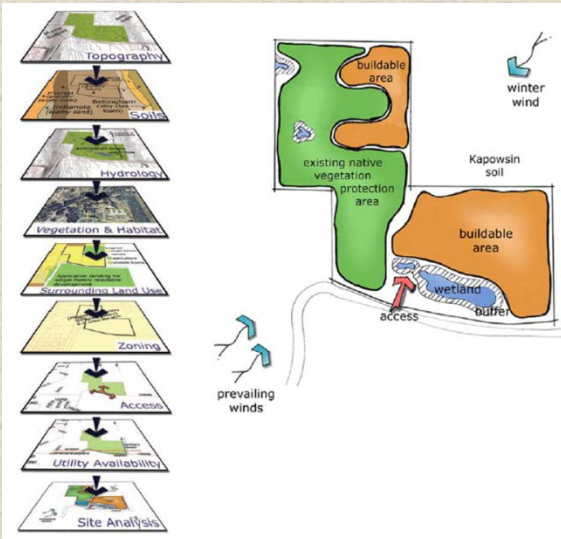 Topography
Soils
Hydrology
Vegetation & Habitat
Surrounding Land Use
Zoning
Access
Utility Availability
Site Analysis
buildable
area
winter
wind
existing native
vegetation
protection
area
Kapowsin
soil
buildable
area
wetland
buffer
access
prevailing
winds